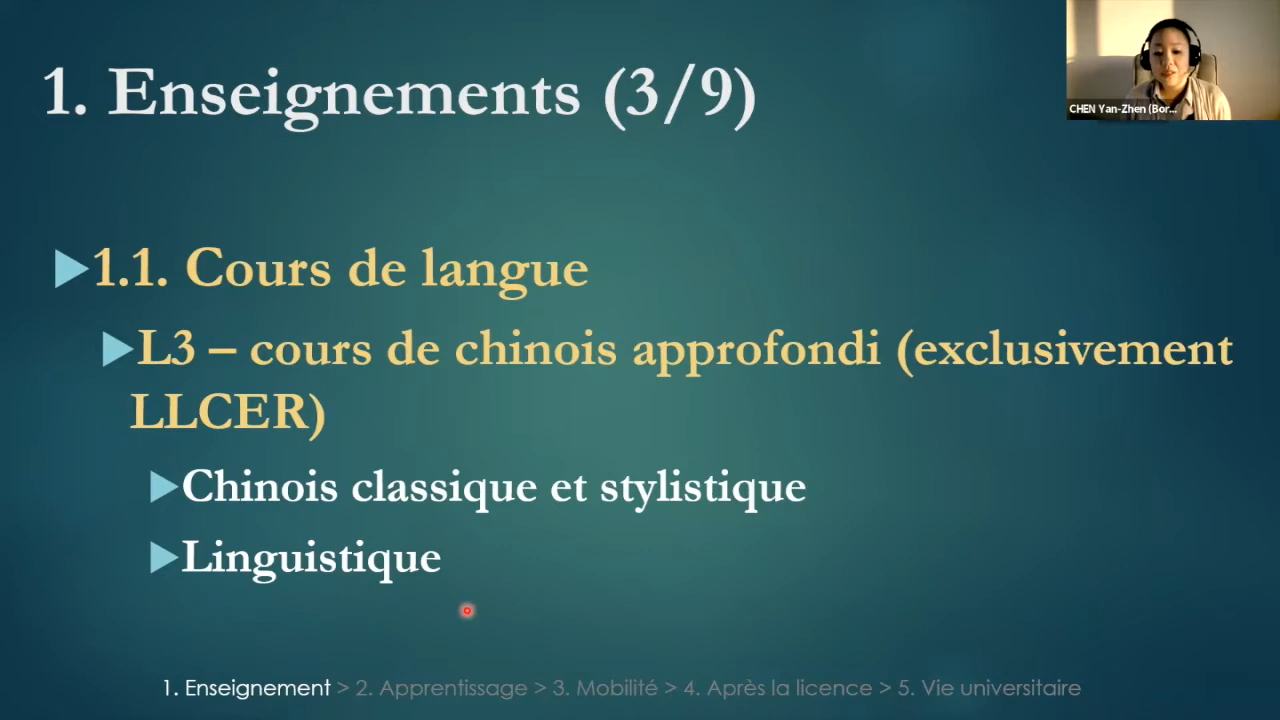 1. Enseignements (3/9)
CHEN Yan-Zhen (Bor...
1.1. Cours de langue
L3 – cours de chinois approfondi (exclusivement
LLCER)
Chinois classique et stylistique
Linguistique
1. Enseignement > 2. Apprentissage > 3. Mobilité > 4. Après la licence > 5. Vie universitaire